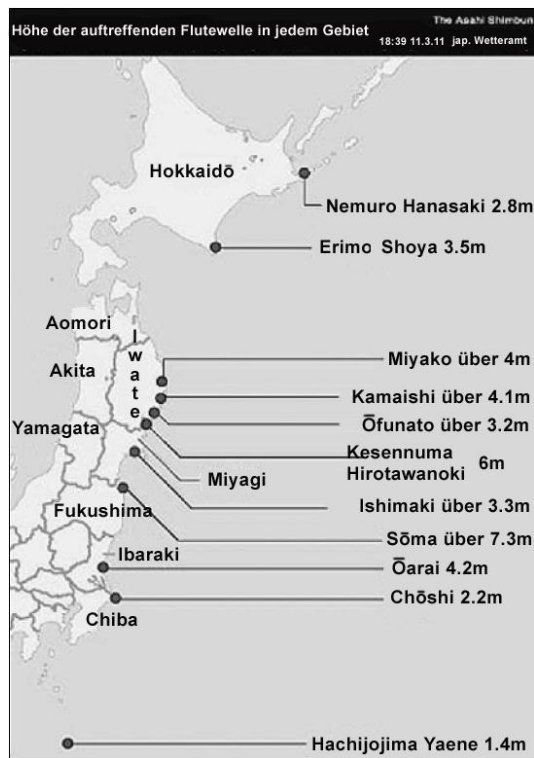 The Asahi Shimbun
Höhe der auftreffenden Flutewelle in jedem Gebiet
18:39 11.3.11 jap. Wetteramt
Hokkaidō
Nemuro Hanasaki 2.8m
Erimo Shoya 3.5m
Aomori
Iwate
Akita
Miyako über 4m
Kamaishi über 4.1m
Ōfunato über 3.2m
Yamagata
Kesennuma
Hirotawanoki 6m
Miyagi
Ishimaki über 3.3m
Fukushima
Sōma über 7.3m
Ibaraki
Ōarai 4.2m
Chōshi 2.2m
Chiba
Hachijojima Yaene 1.4m